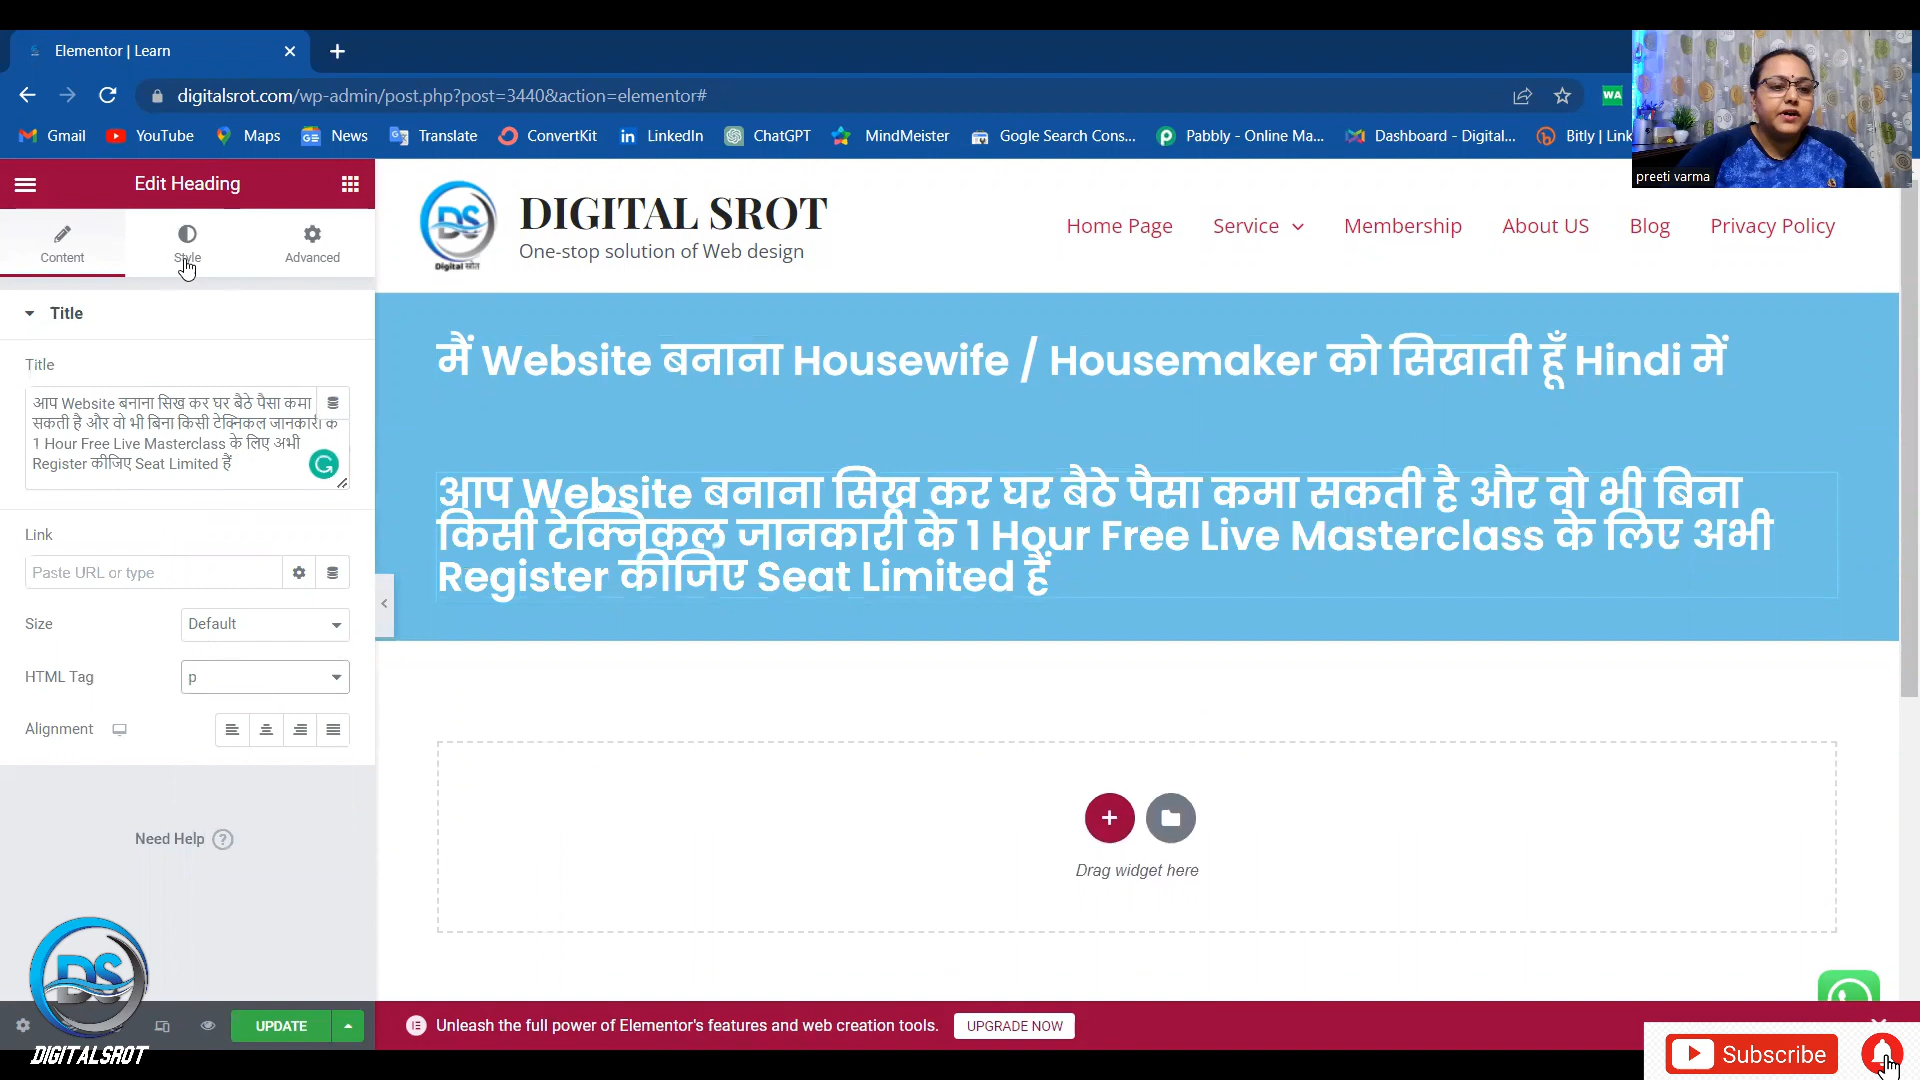 Elementor | Learn
digitalsrot.com/wp-admin/post.php?post=3440&action=elementor#
WA
Gmail YouTube Maps News Translate ConvertKit LinkedIn ChatGPT MindMeister Gogle Search Cons... Pabbly - Online Ma... Dashboard - Digital... Bitly | Link
preeti varma
Edit Heading
Content
Style
Advanced
Title
Title
आप Website बनाना सिख कर घर बैठे पैसा कमा
सकती है और वो भी बिना किसी टेक्निकल जानकारी के
1 Hour Free Live Masterclass के लिए अभी
Register कीजिए Seat Limited हैं
Link
Paste URL or type
Size
Default
HTML Tag
p
Alignment
Need Help ?
DS
DIGITALSROT
UPDATE
DS
Digital स्रोत
DIGITAL SROT
One-stop solution of Web design
Home Page Service Membership About US Blog Privacy Policy
मैं Website बनाना Housewife / Housemaker को सिखाती हूँ Hindi में
आप Website बनाना सिख कर घर बैठे पैसा कमा सकती है और वो भी बिना
किसी टेक्निकल जानकारी के 1 Hour Free Live Masterclass के लिए अभी
Register कीजिए Seat Limited हैं
Drag widget here
Unleash the full power of Elementor's features and web creation tools. UPGRADE NOW
Subscribe